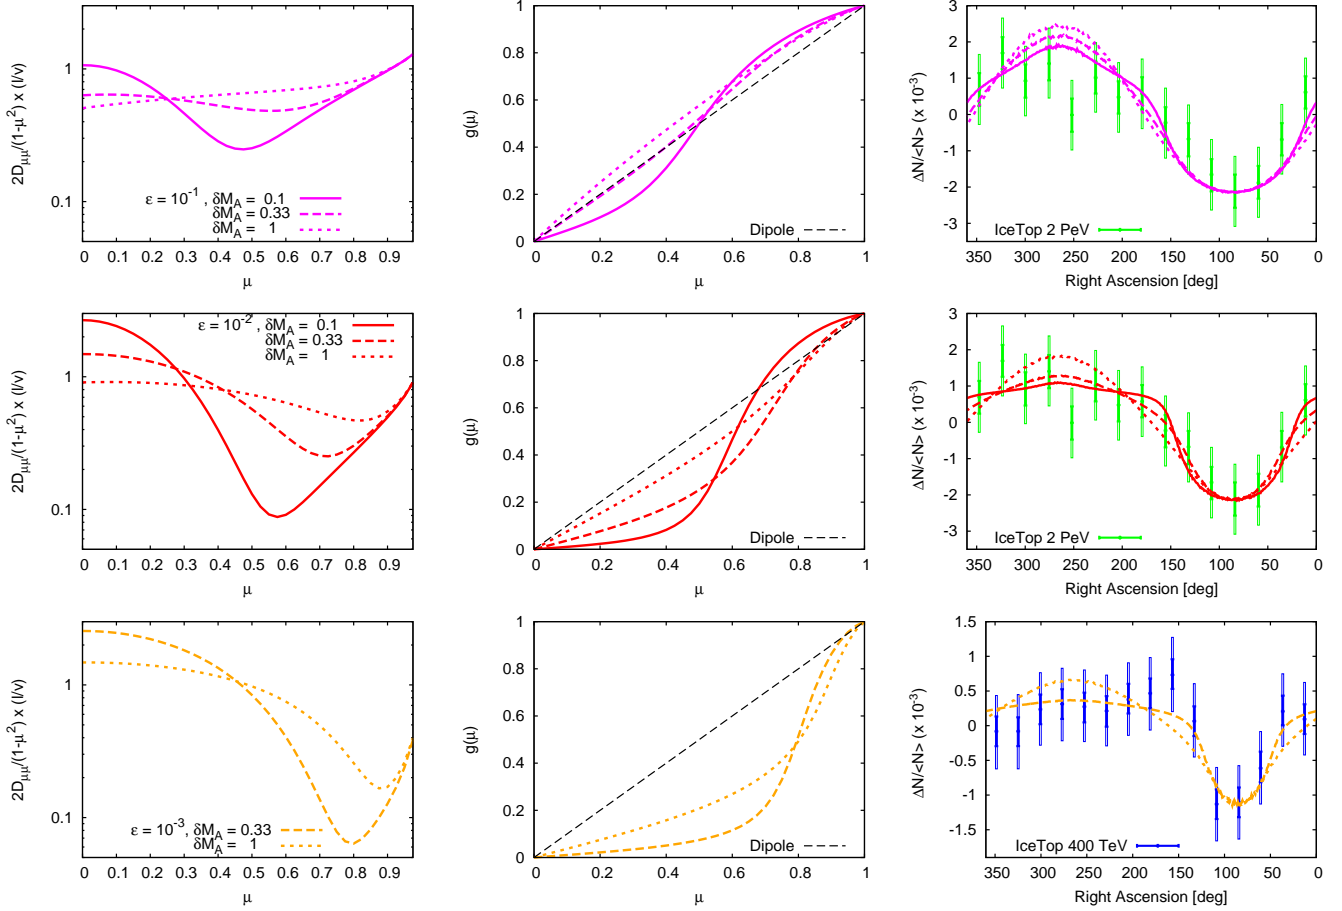 2D_μμ/(1-μ²) x (l/v)
1
0.1
ε = 10⁻¹ , δM_A = 0.1
δM_A = 0.33
δM_A = 1
0 0.1 0.2 0.3 0.4 0.5 0.6 0.7 0.8 0.9
μ
g(μ)
1
0.8
0.6
0.4
0.2
0
Dipole
0 0.2 0.4 0.6 0.8 1
μ
ΔN/<N> (x 10⁻³)
3
2
1
0
-1
-2
-3
IceTop 2 PeV
350 300 250 200 150 100 50 0
Right Ascension [deg]
2D_μμ/(1-μ²) x (l/v)
1
0.1
ε = 10⁻² , δM_A = 0.1
δM_A = 0.33
δM_A = 1
0 0.1 0.2 0.3 0.4 0.5 0.6 0.7 0.8 0.9
μ
g(μ)
1
0.8
0.6
0.4
0.2
0
Dipole
0 0.2 0.4 0.6 0.8 1
μ
ΔN/<N> (x 10⁻³)
3
2
1
0
-1
-2
-3
IceTop 2 PeV
350 300 250 200 150 100 50 0
Right Ascension [deg]
2D_μμ/(1-μ²) x (l/v)
1
0.1
ε = 10⁻³, δM_A = 0.33
δM_A = 1
0 0.1 0.2 0.3 0.4 0.5 0.6 0.7 0.8 0.9
μ
g(μ)
1
0.8
0.6
0.4
0.2
0
Dipole
0 0.2 0.4 0.6 0.8 1
μ
ΔN/<N> (x 10⁻³)
1.5
1
0.5
0
-0.5
-1
-1.5
IceTop 400 TeV
350 300 250 200 150 100 50 0
Right Ascension [deg]